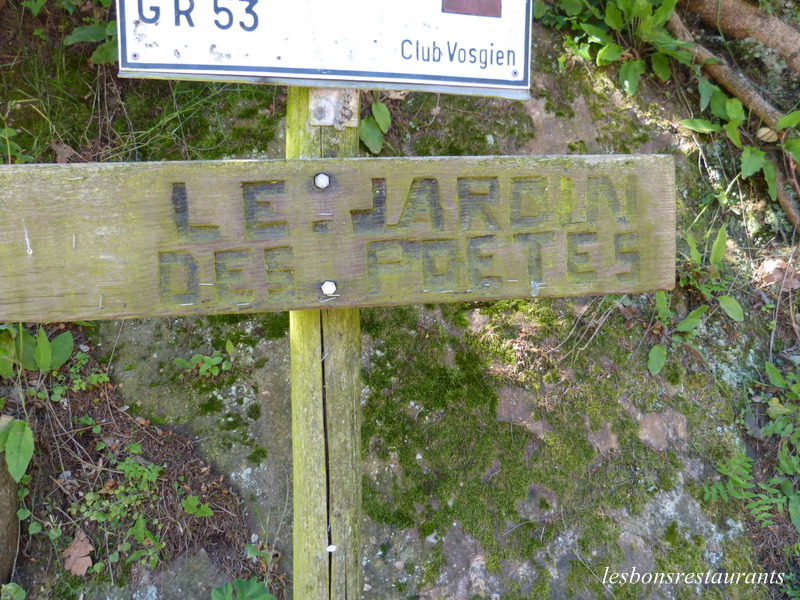 GR 53
Club Vosgien
LE JARDIN
DES POETES
lesbonsrestaurants